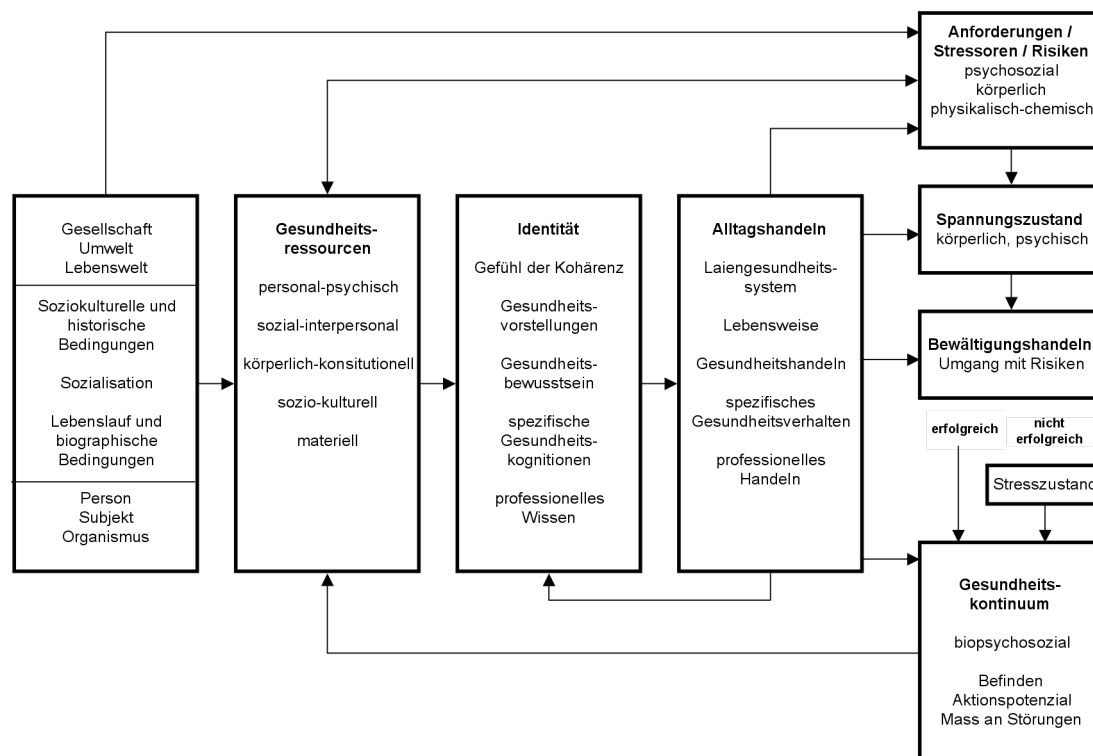 Anforderungen /
Stressoren / Risiken
psychosozial
körperlich
physikalisch-chemisch
Gesellschaft
Umwelt
Lebenswelt
Soziokulturelle und
historische
Bedingungen
Sozialisation
Lebenslauf und
biographische
Bedingungen
Person
Subjekt
Organismus
Gesundheits-
ressourcen
personal-psychisch
sozial-interpersonal
körperlich-konsitutionell
sozio-kulturell
materiell
Identität
Gefühl der Kohärenz
Gesundheits-
vorstellungen
Gesundheits-
bewusstsein
spezifische
Gesundheits-
kognitionen
professionelles
Wissen
Alltagshandeln
Laiengesundheits-
system
Lebensweise
Gesundheitshandeln
spezifisches
Gesundheitsverhalten
professionelles
Handeln
Spannungszustand
körperlich, psychisch
Bewältigungshandeln
Umgang mit Risiken
erfolgreich
nicht
erfolgreich
Stresszustand
Gesundheits-
kontinuum
biopsychosozial
Befinden
Aktionspotenzial
Mass an Störungen